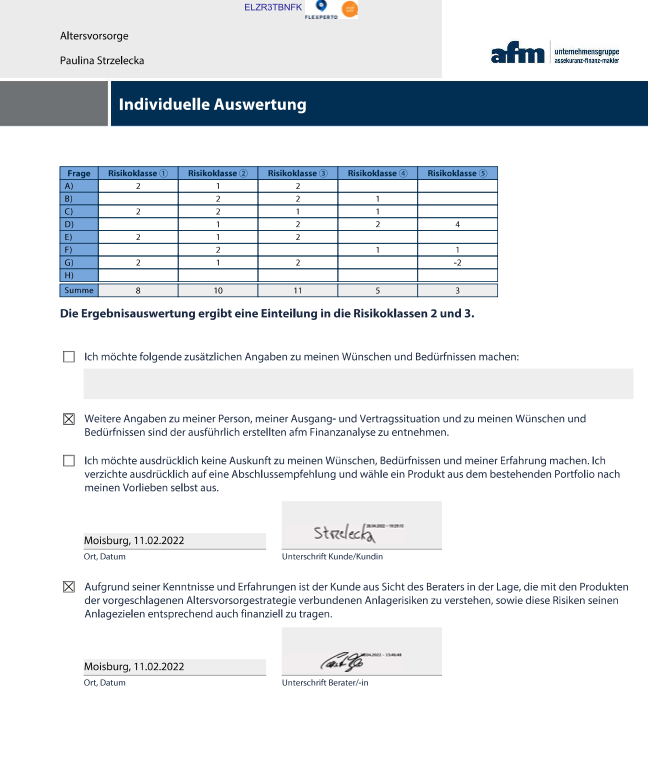 ELZR3TBNFK
FLEXPERTO
Altersvorsorge
Paulina Strzelecka
afm unternehmensgruppe
assekuranz-finanz-makler
Individuelle Auswertung
Frage Risikoklasse ① Risikoklasse ② Risikoklasse ③ Risikoklasse ④ Risikoklasse ⑤
A) 2 1 2
B) 2 2 1
C) 2 2 1 1
D) 1 2 2 4
E) 2 1 2
F) 2 1 1
G) 2 1 2 -2
H)
Summe 8 10 11 5 3
Die Ergebnisauswertung ergibt eine Einteilung in die Risikoklassen 2 und 3.
Ich möchte folgende zusätzlichen Angaben zu meinen Wünschen und Bedürfnissen machen:
Weitere Angaben zu meiner Person, meiner Ausgang- und Vertragssituation und zu meinen Wünschen und
Bedürfnissen sind der ausführlich erstellten afm Finanzanalyse zu entnehmen.
Ich möchte ausdrücklich keine Auskunft zu meinen Wünschen, Bedürfnissen und meiner Erfahrung machen. Ich
verzichte ausdrücklich auf eine Abschlussempfehlung und wähle ein Produkt aus dem bestehenden Portfolio nach
meinen Vorlieben selbst aus.
Strzelecka
Moisburg, 11.02.2022
Ort, Datum Unterschrift Kunde/Kundin
Aufgrund seiner Kenntnisse und Erfahrungen ist der Kunde aus Sicht des Beraters in der Lage, die mit den Produkten
der vorgeschlagenen Altersvorsorgestrategie verbundenen Anlagerisiken zu verstehen, sowie diese Risiken seinen
Anlagezielen entsprechend auch finanziell zu tragen.
Moisburg, 11.02.2022
Ort, Datum Unterschrift Berater/-in